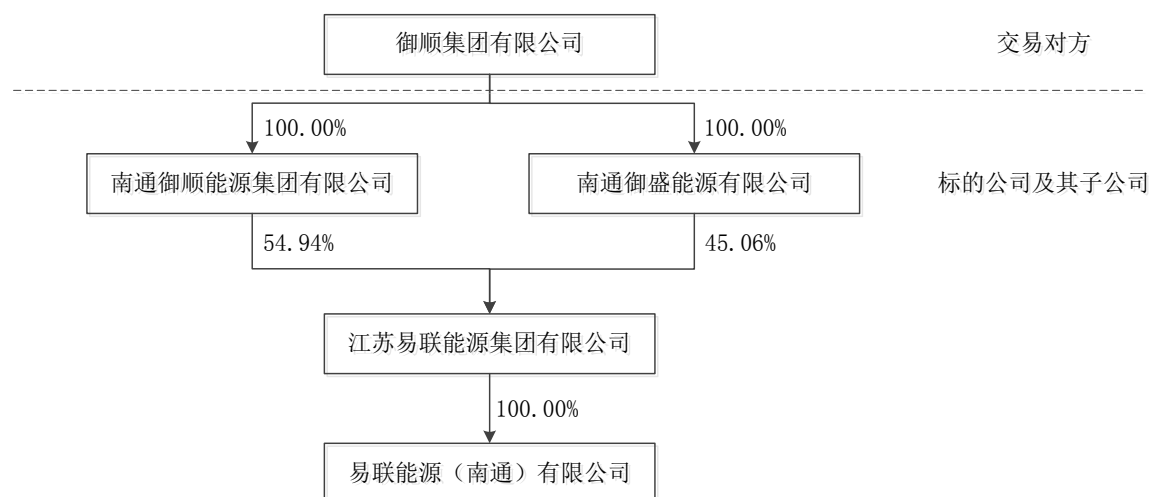 御顺集团有限公司
交易对方
100.00%
100.00%
南通御顺能源集团有限公司
南通御盛能源有限公司
标的公司及其子公司
54.94%
45.06%
江苏易联能源集团有限公司
100.00%
易联能源（南通）有限公司